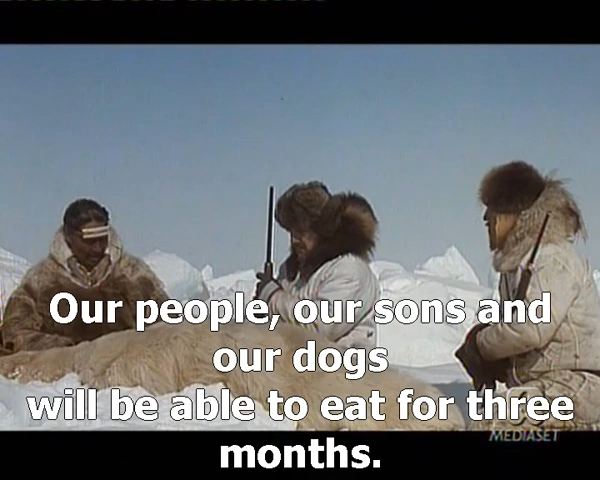 Our people, our sons and
our dogs
will be able to eat for three
months.
MEDIASET